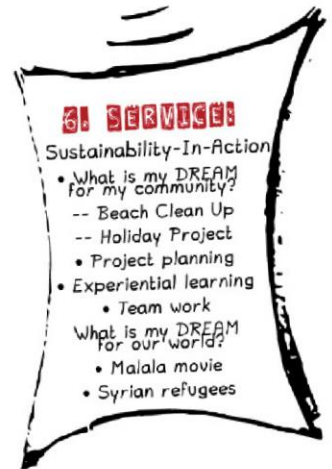 6. SERVICE:
Sustainability-In-Action
• What is my DREAM
for my community?
-- Beach Clean Up
-- Holiday Project
• Project planning
• Experiential learning
• Team work
What is my DREAM
for our world?
• Malala movie
• Syrian refugees